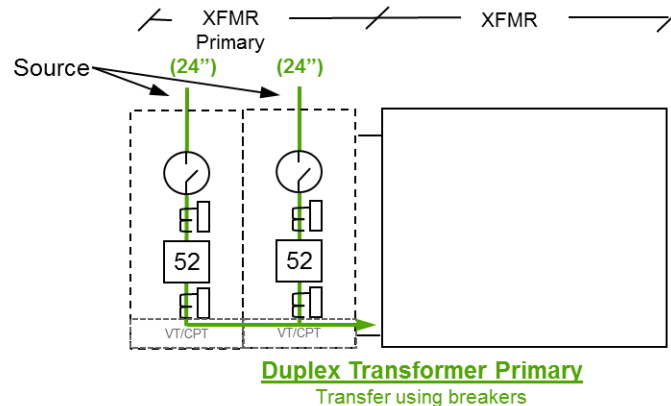 XFMR
Primary
XFMR
Source
(24”)
(24”)
52
52
VT/CPT
VT/CPT
Duplex Transformer Primary
Transfer using breakers